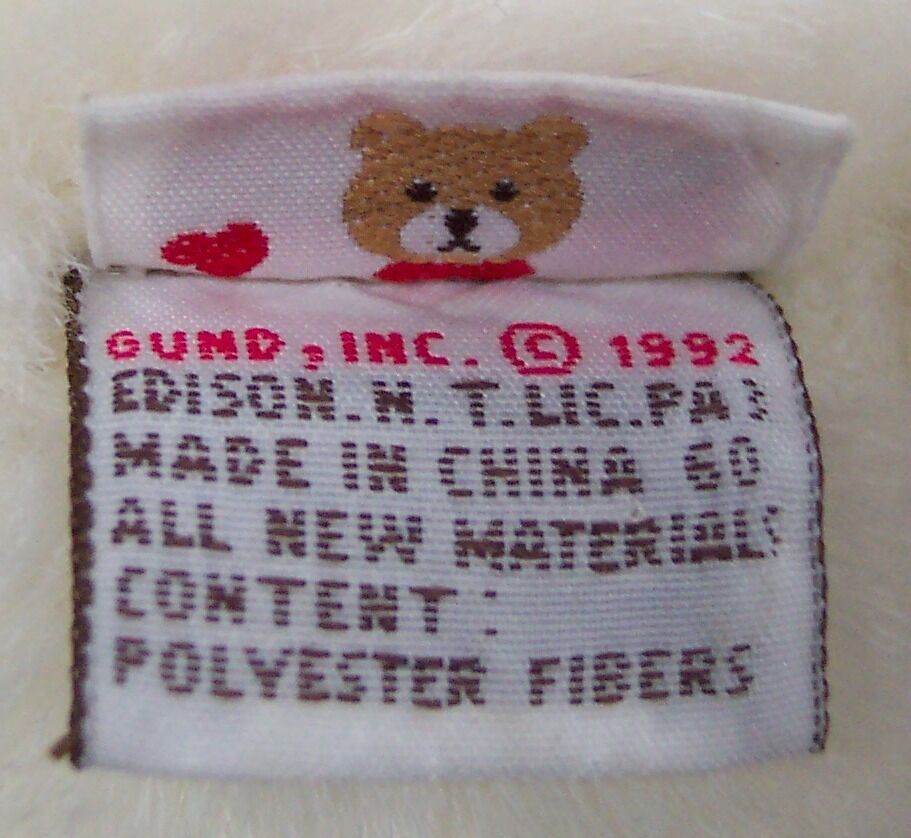 GUND, INC. © 1992
EDISON. N. T. LIC. PA
MADE IN CHINA 60
ALL NEW MATERIALS
CONTENT :
POLYESTER FIBERS